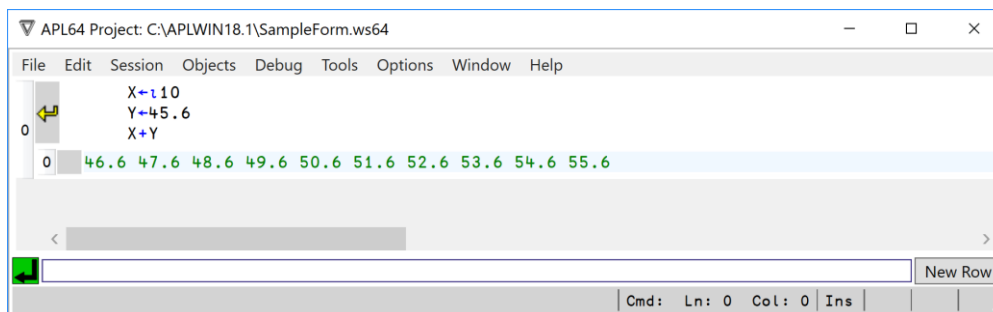 APL64 Project: C:\APLWIN18.1\SampleForm.ws64
File Edit Session Objects Debug Tools Options Window Help
X←⍳10
Y←45.6
0
X+Y
0 46.6 47.6 48.6 49.6 50.6 51.6 52.6 53.6 54.6 55.6
New Row
Cmd: Ln: 0 Col: 0 Ins